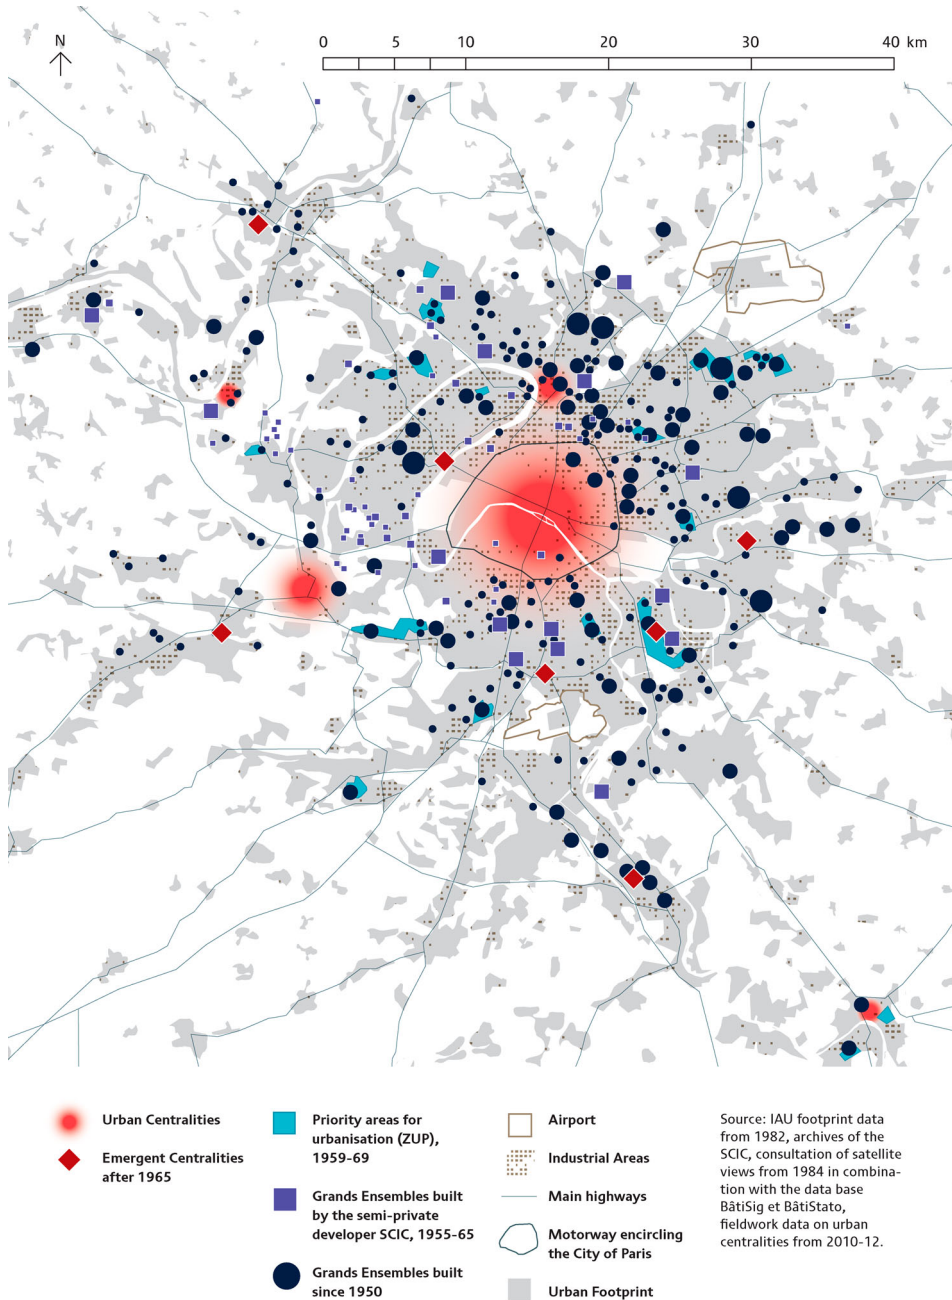 N
0 5 10 20 30 40 km
Urban Centralities
Emergent Centralities
after 1965
Priority areas for
urbanisation (ZUP),
1959-69
Grands Ensembles built
by the semi-private
developer SCIC, 1955-65
Grands Ensembles built
since 1950
Airport
Industrial Areas
Main highways
Motorway encircling
the City of Paris
Urban Footprint
Source: IAU footprint data
from 1982, archives of the
SCIC, consultation of satellite
views from 1984 in combina-
tion with the data base
BâtiSig et BâtiStato,
fieldwork data on urban
centralities from 2010-12.